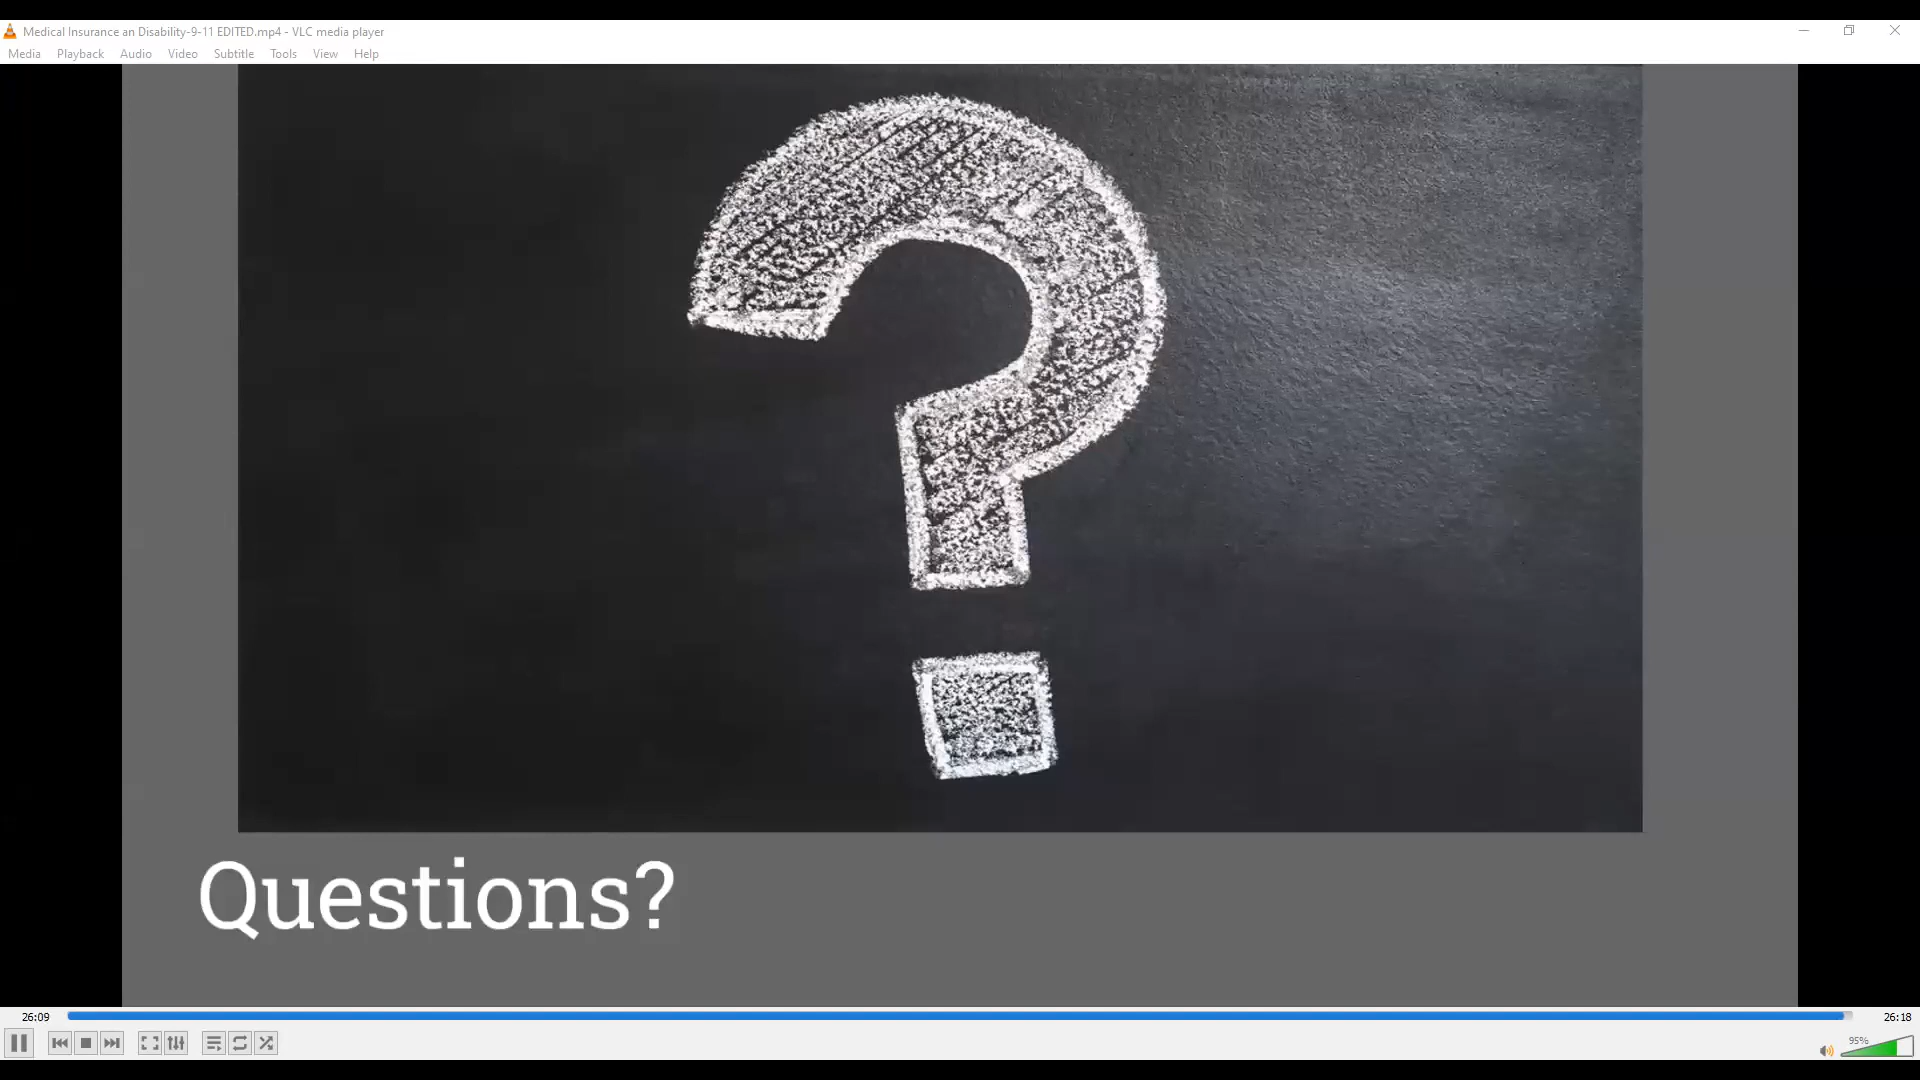 Medical Insurance an Disability-9-11 EDITED.mp4 - VLC media player
Media Playback Audio Video Subtitle Tools View Help
?
Questions?
26:09 26:18
95%